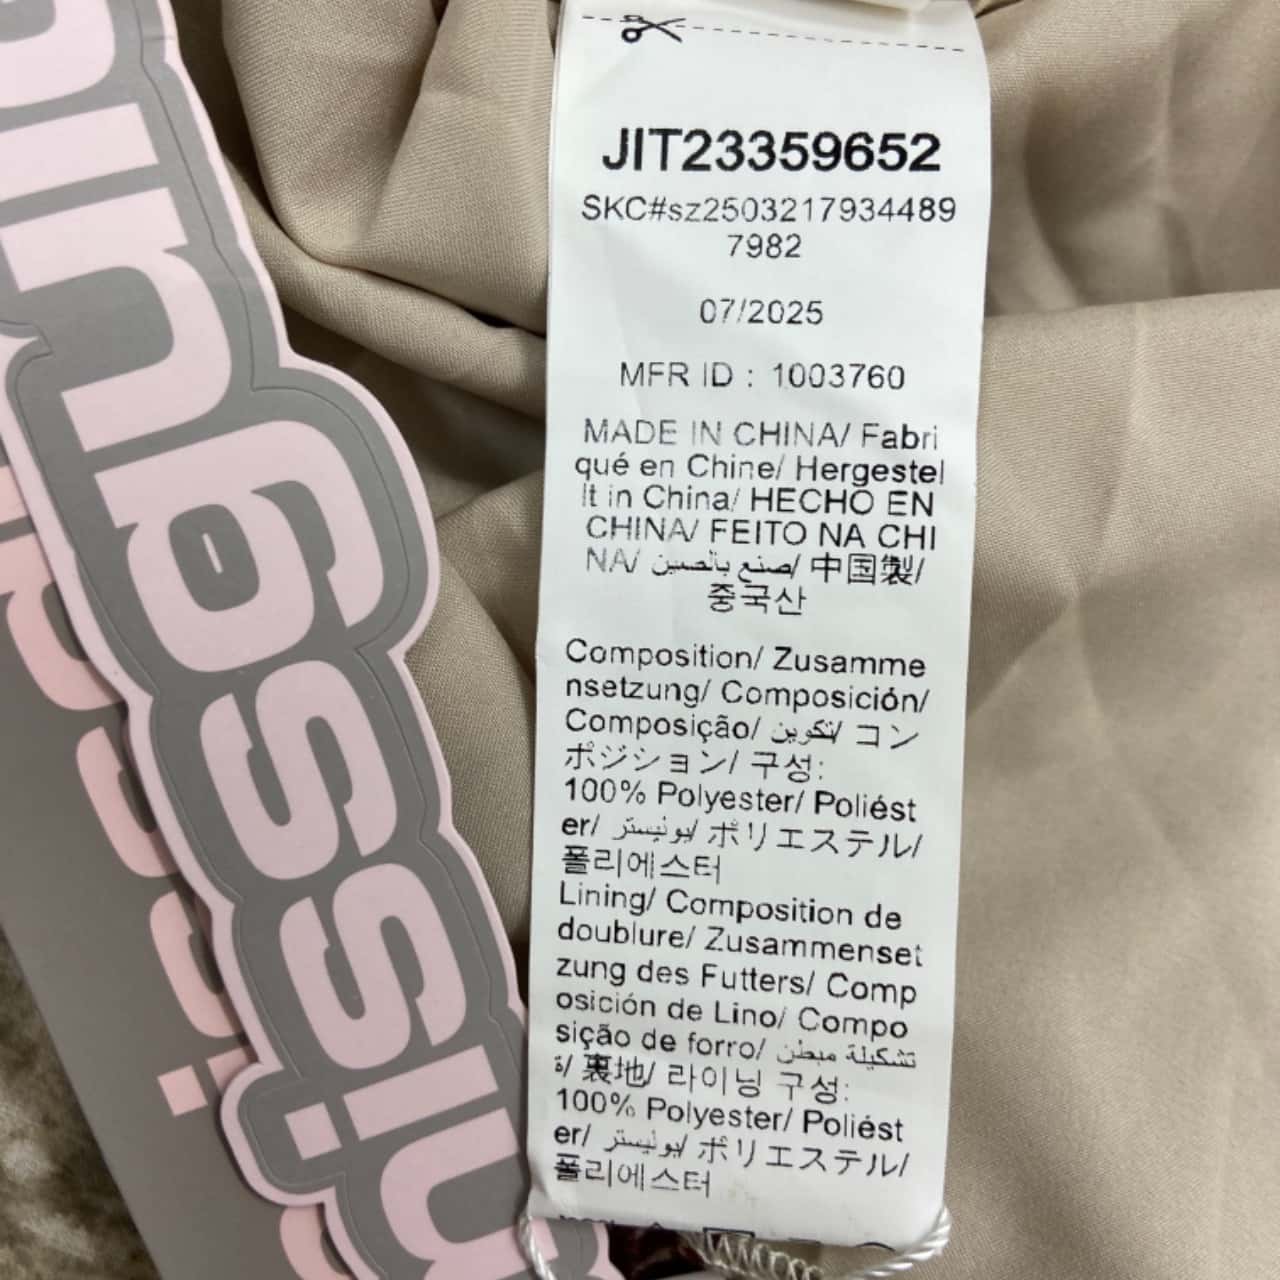 JIT23359652
SKC#sz2503217934489
7982
07/2025
MFR ID : 1003760
MADE IN CHINA/ Fabri
qué en Chine/ Hergestel
lt in China/ HECHO EN
CHINA/ FEITO NA CHI
NA/ صنع بالصين/ 中国製/
중국산
Composition/ Zusamme
nsetzung/ Composición/
Composição/ تكوين/ コン
ポジション/ 구성:
100% Polyester/ Poliést
er/ بوليستر/ ポリエステル/
폴리에스터
Lining/ Composition de
doublure/ Zusammenset
zung des Futters/ Comp
osición de Lino/ Compo
sição de forro/ تشكيلة مبطن
ة/ 裏地/ 라이닝 구성:
100% Polyester/ Poliést
er/ بوليستر/ ポリエステル/
폴리에스터